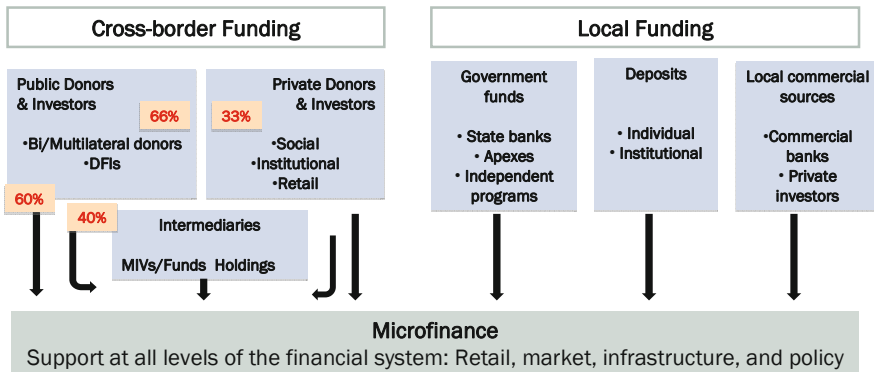 Cross-border Funding
Local Funding
Public Donors
& Investors
66%
•Bi/Multilateral donors
•DFIs
60%
33%
Private Donors
& Investors
•Social
•Institutional
•Retail
40%
Intermediaries
MIVs/Funds Holdings
Government
funds
• State banks
• Apexes
• Independent
programs
Deposits
• Individual
• Institutional
Local commercial
sources
•Commercial
banks
• Private
investors
Microfinance
Support at all levels of the financial system: Retail, market, infrastructure, and policy